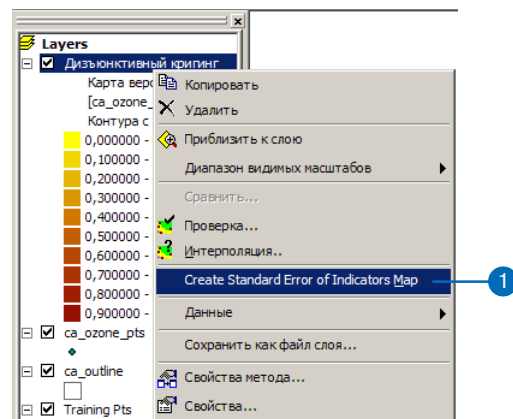 Layers
Дизъюнктивный кригинг
Карта веро
[ca_ozone_
Контура с
0,000000 -
0,100000 -
0,200000 -
0,300000 -
0,400000 -
0,500000 -
0,600000 -
0,700000 -
0,800000 -
0,900000 -
ca_ozone_pts
ca_outline
Training Pts
Копировать
Удалить
Приблизить к слою
Диапазон видимых масштабов
Сравнить...
Проверка...
Интерполяция..
Create Standard Error of Indicators Map
1
Данные
Сохранить как файл слоя...
Свойства метода...
Свойства...